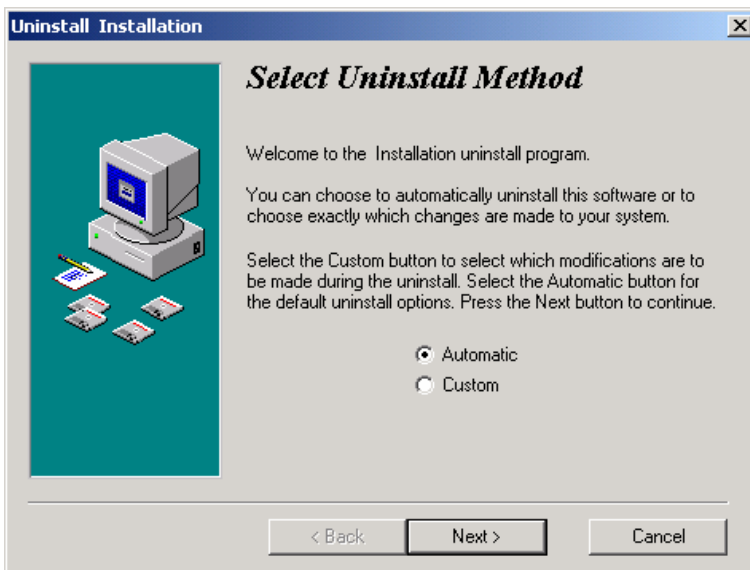 Uninstall Installation
Select Uninstall Method
Welcome to the Installation uninstall program.
You can choose to automatically uninstall this software or to
choose exactly which changes are made to your system.
Select the Custom button to select which modifications are to
be made during the uninstall. Select the Automatic button for
the default uninstall options. Press the Next button to continue.
Automatic
Custom
< Back
Next >
Cancel